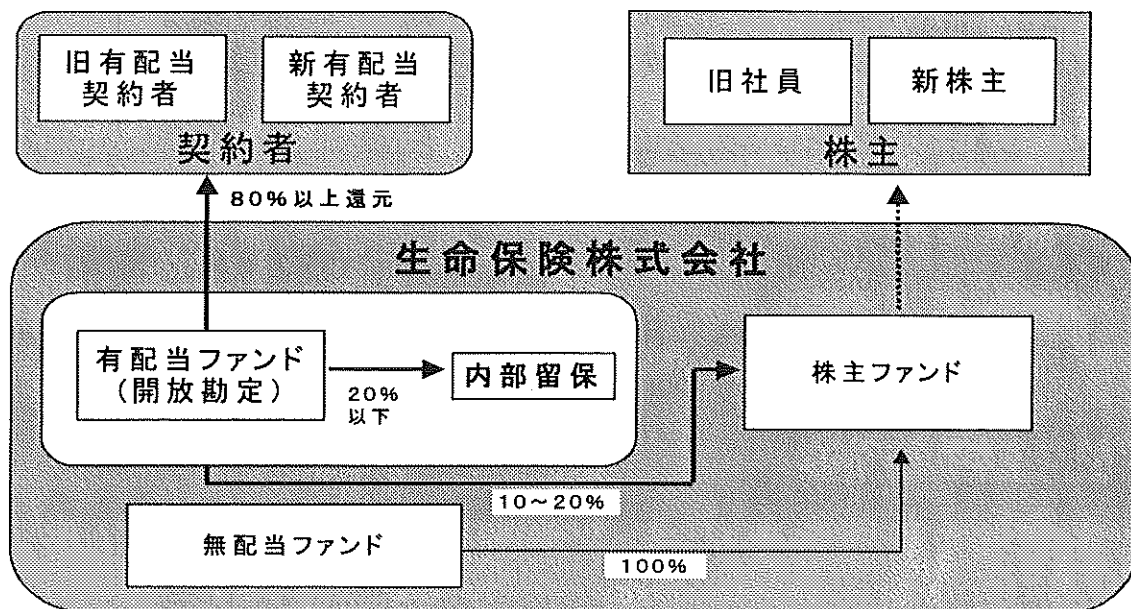 旧有配当
契約者
新有配当
契約者
契約者
旧社員
新株主
株主
80%以上還元
生命保険株式会社
有配当ファンド
(開放勘定)
20%
以下
内部留保
株主ファンド
10～20%
無配当ファンド
100%